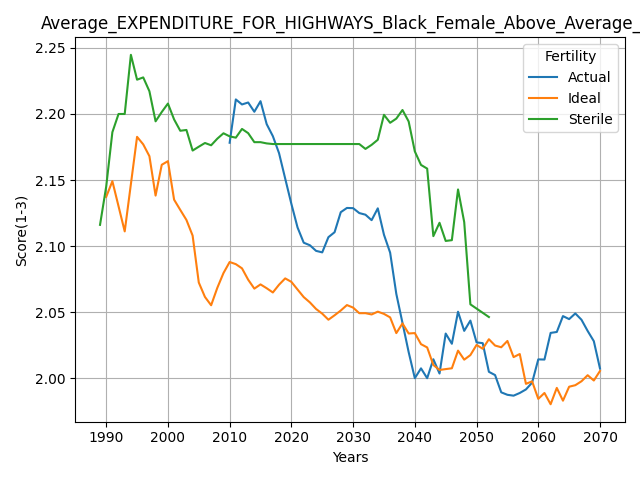 Average_EXPENDITURE_FOR_HIGHWAYS_Black_Female_Above_Average_
Fertility
Actual
Ideal
Sterile
Score(1-3)
2.25
2.20
2.15
2.10
2.05
2.00
1990 2000 2010 2020 2030 2040 2050 2060 2070
Years